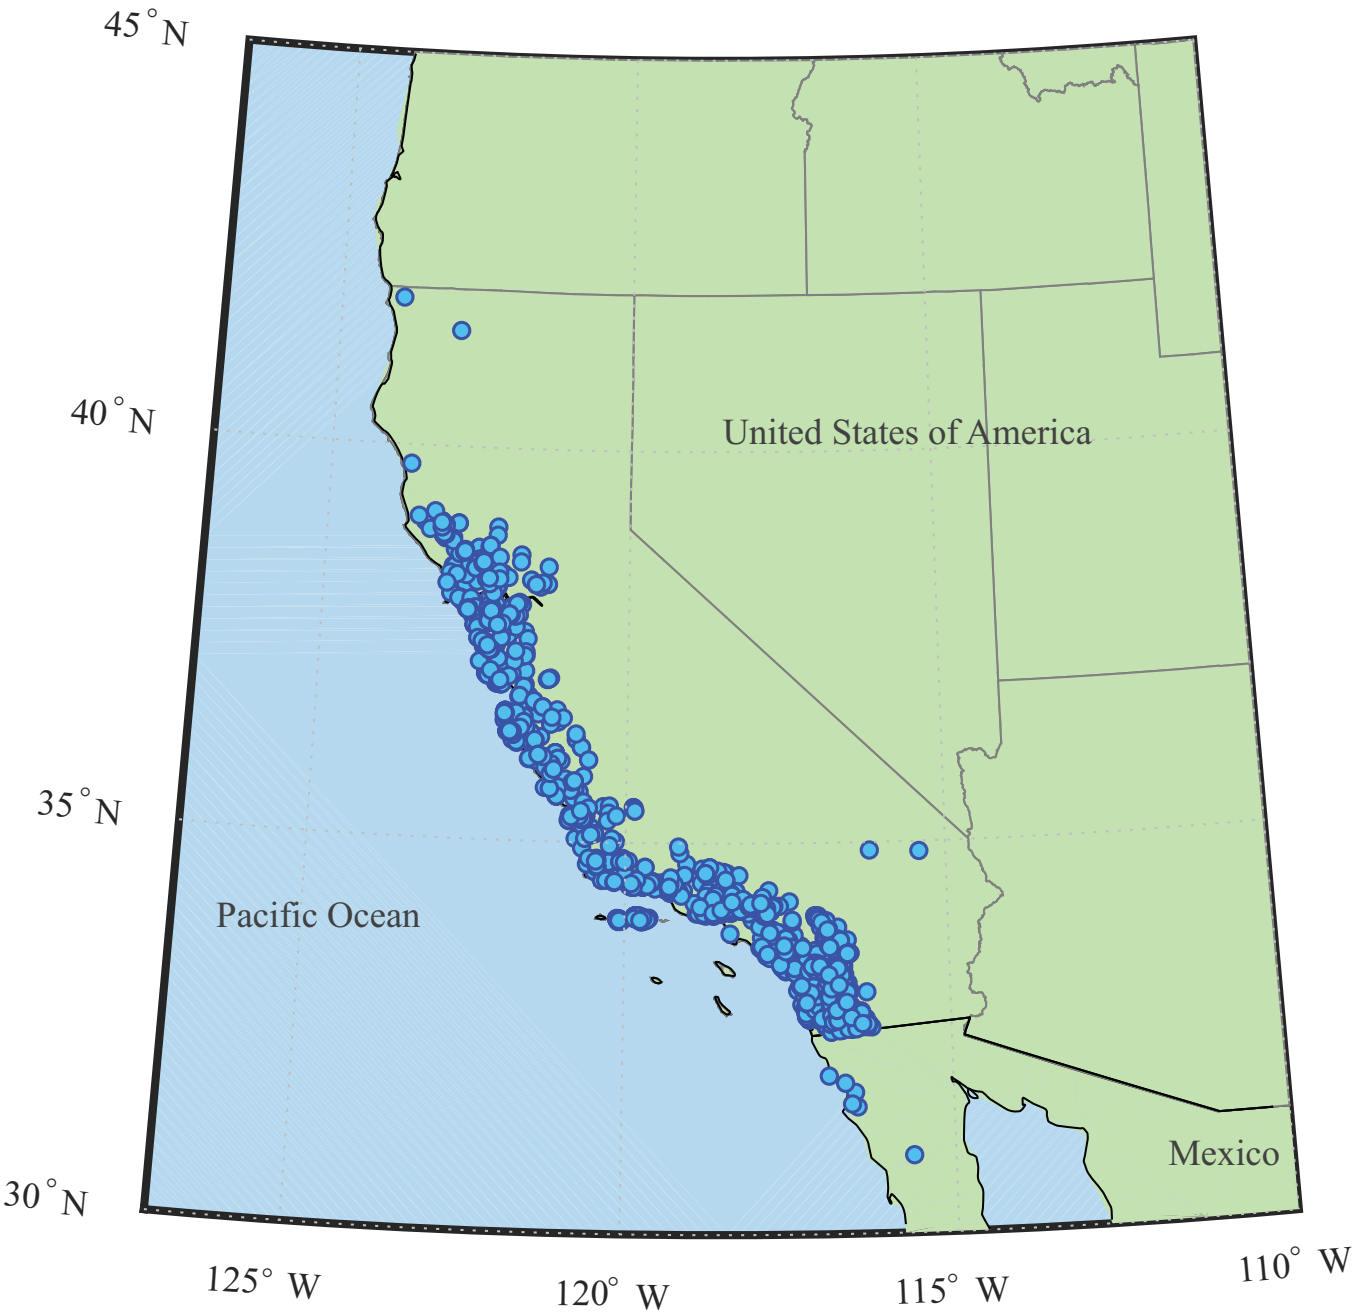 45°N
40°N
United States of America
35°N
Pacific Ocean
Mexico
30°N
125° W
120° W
115° W
110° W